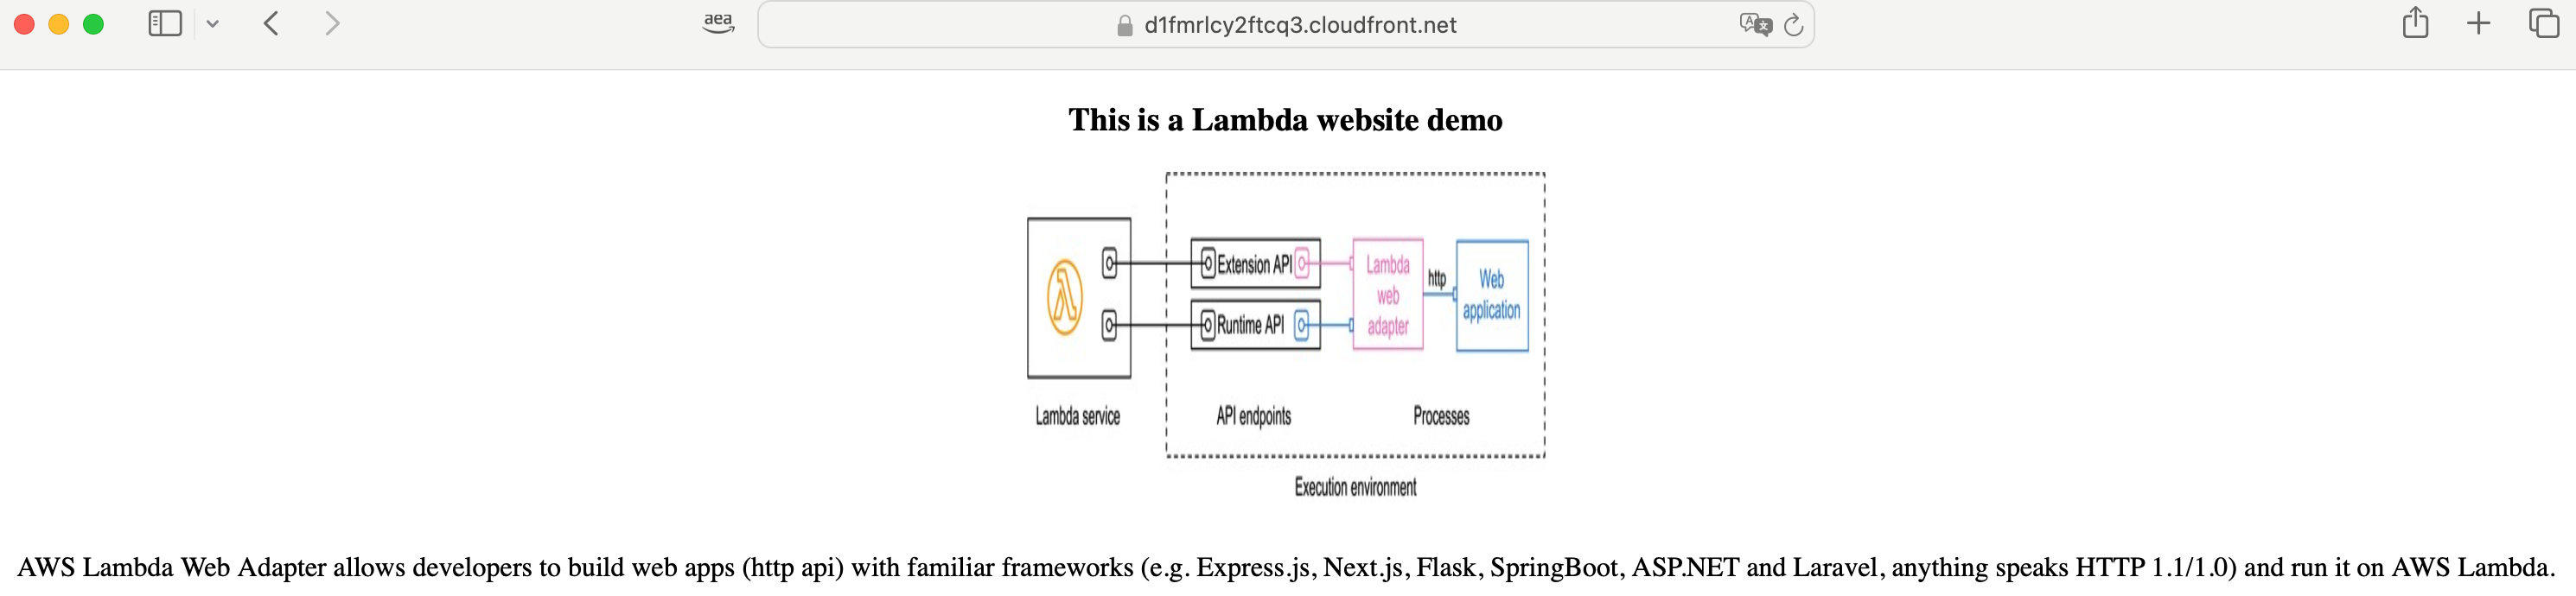 aea
d1fmrlcy2ftcq3.cloudfront.net
This is a Lambda website demo
Extension API
Runtime API
Lambda
web
adapter
http
Web
application
Lambda service
API endpoints
Processes
Execution environment
AWS Lambda Web Adapter allows developers to build web apps (http api) with familiar frameworks (e.g. Express.js, Next.js, Flask, SpringBoot, ASP.NET and Laravel, anything speaks HTTP 1.1/1.0) and run it on AWS Lambda.